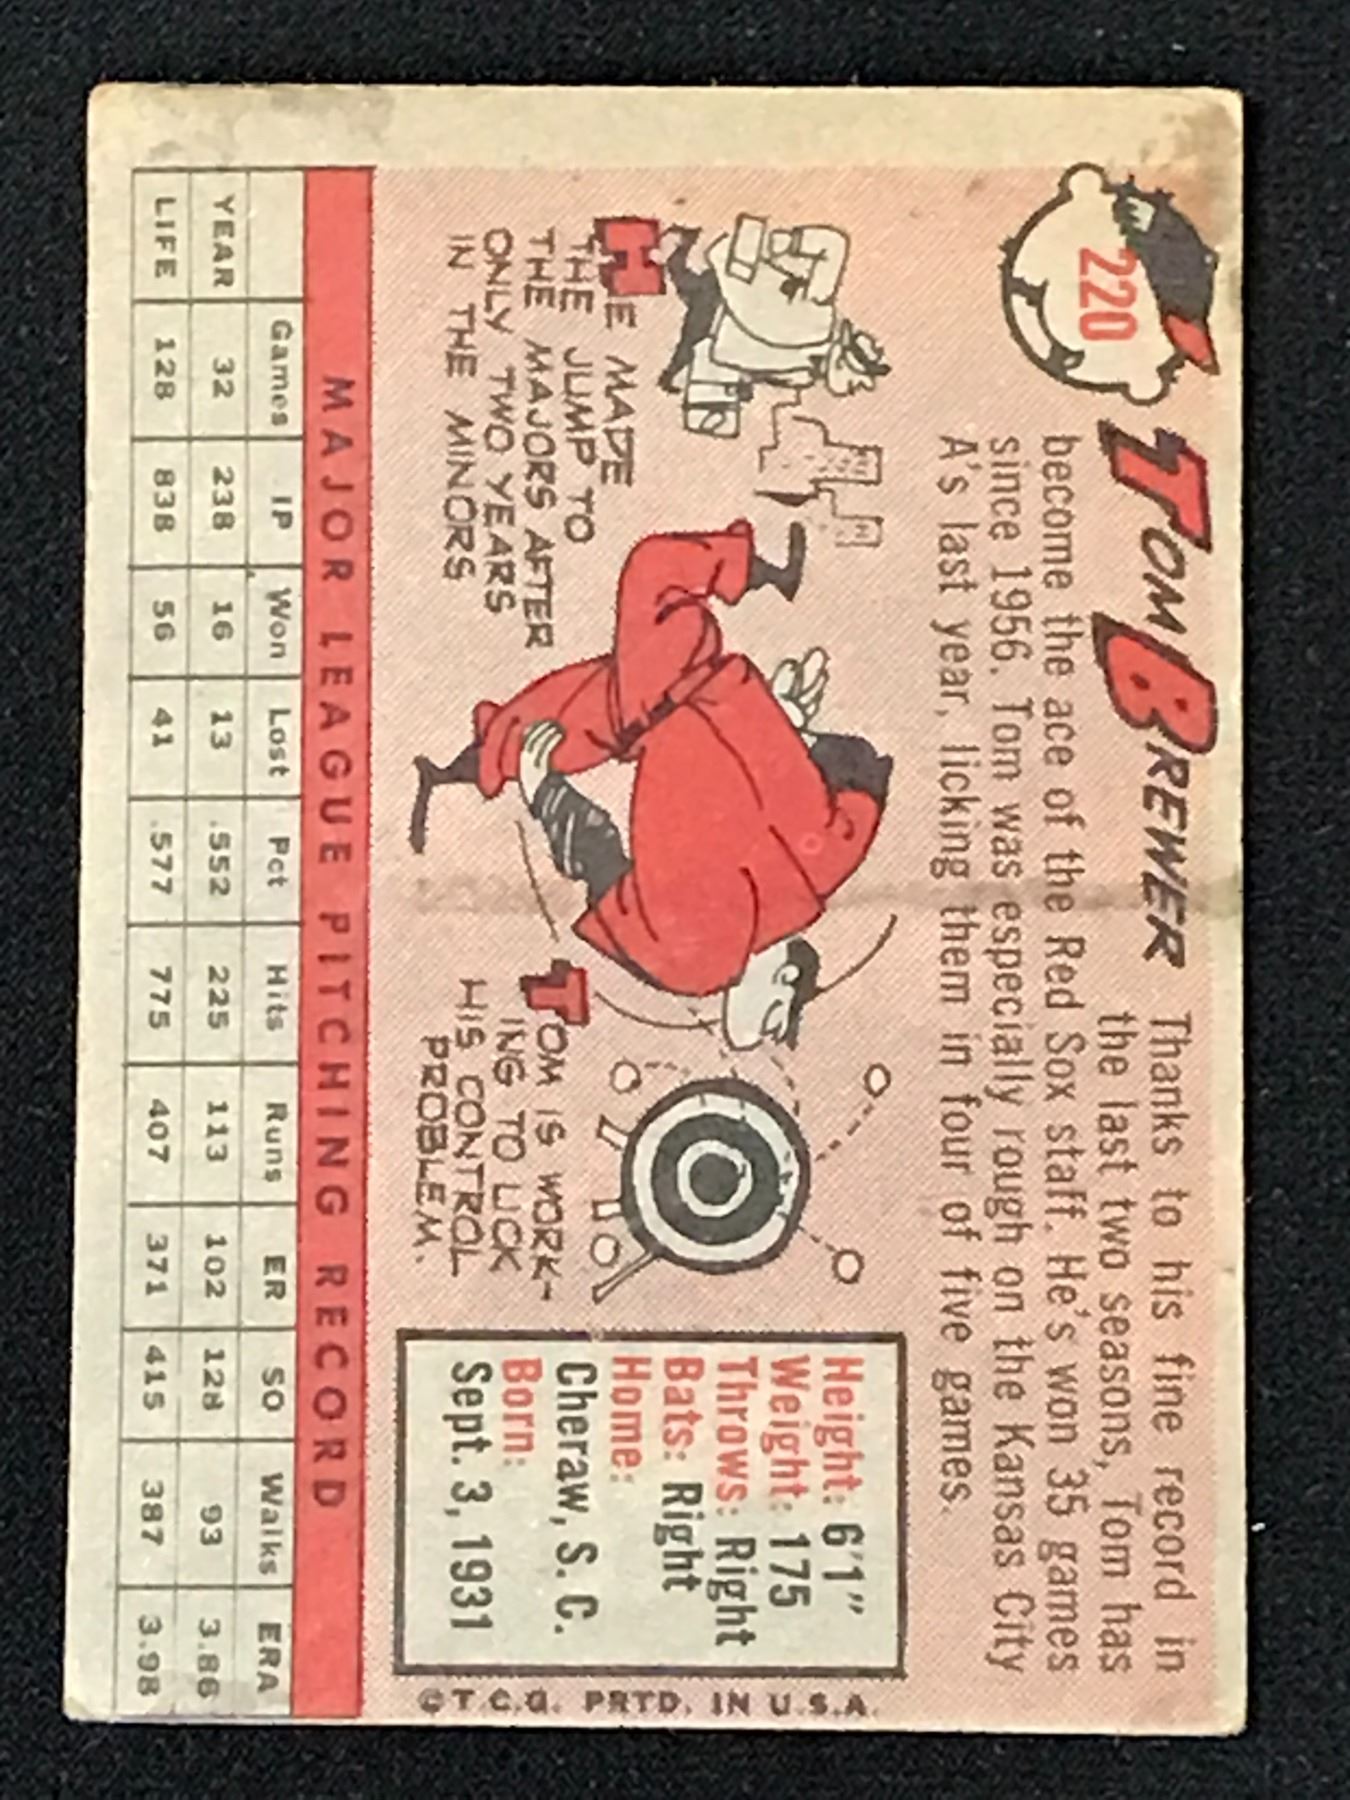 220
TOM BREWER
Thanks to his fine record in
the last two seasons, Tom has
become the ace of the Red Sox staff. He's won 35 games
since 1956. Tom was especially rough on the Kansas City
A's last year, licking them in four of five games.
HE MADE
THE JUMP TO
THE MAJORS AFTER
ONLY TWO YEARS
IN THE MINORS
TOM IS WORK-
ING TO LICK
HIS CONTROL
PROBLEM.
Height: 6'1"
Weight: 175
Throws: Right
Bats: Right
Home:
Cheraw, S. C.
Born:
Sept. 3, 1931
©T.C.G. PRTD. IN U.S.A.
MAJOR LEAGUE PITCHING RECORD
Games IP Won Lost Pct Hits Runs ER SO Walks ERA
YEAR 32 238 16 13 .552 225 113 102 128 93 3.86
LIFE 128 838 56 41 .577 775 407 371 415 387 3.98